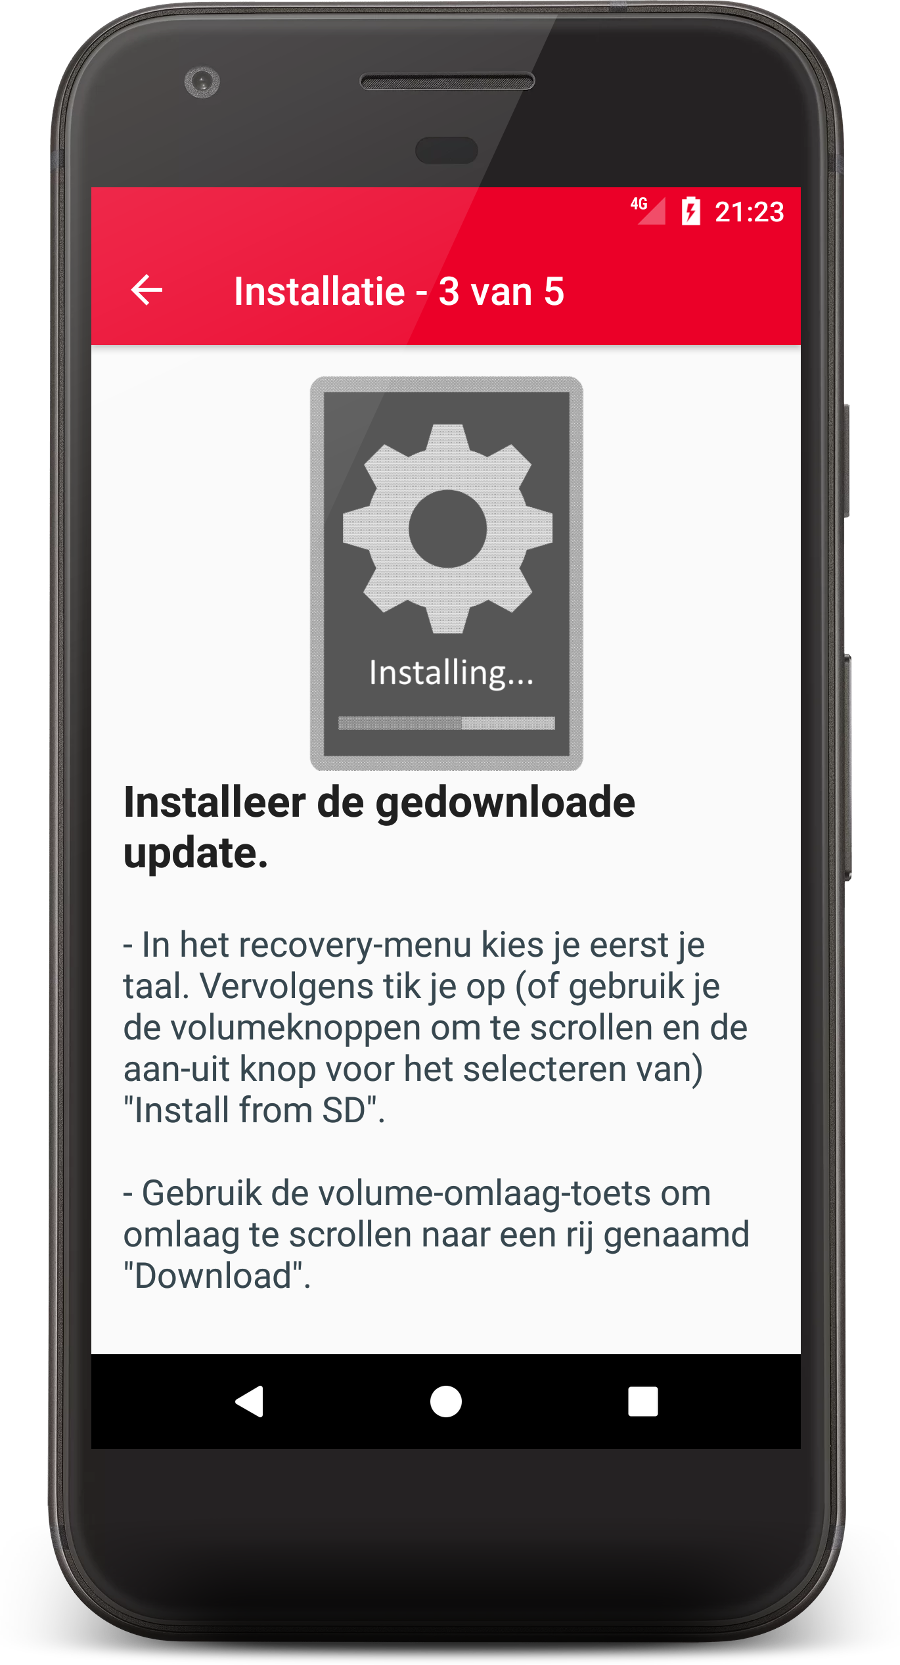 4G 21:23
Installatie - 3 van 5
Installing...
Installeer de gedownloade
update.
- In het recovery-menu kies je eerst je
taal. Vervolgens tik je op (of gebruik je
de volumeknoppen om te scrollen en de
aan-uit knop voor het selecteren van)
"Install from SD".
- Gebruik de volume-omlaag-toets om
omlaag te scrollen naar een rij genaamd
"Download".